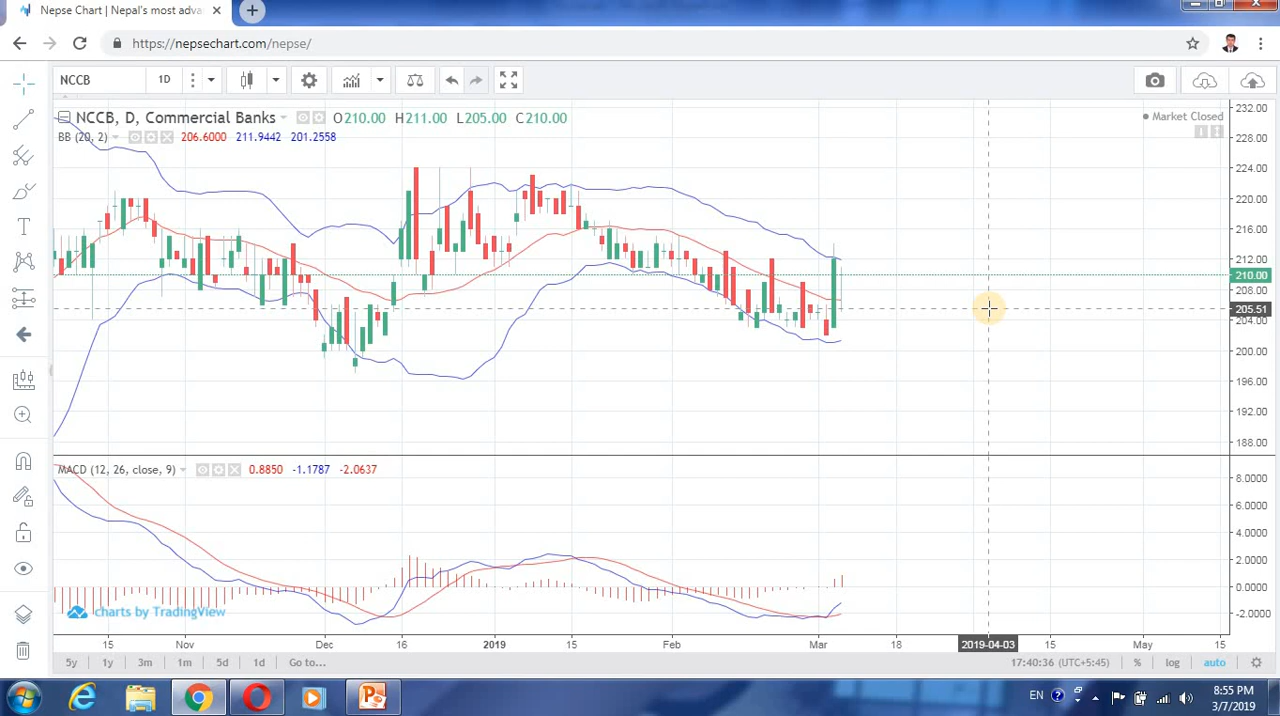 Nepse Chart | Nepal's most adva
https://nepsechart.com/nepse/
NCCB 1D
NCCB, D, Commercial Banks O210.00 H211.00 L205.00 C210.00
Market Closed
BB (20, 2) 206.6000 211.9442 201.2558
232.00
228.00
224.00
220.00
216.00
212.00
210.00
208.00
205.51
204.00
200.00
196.00
192.00
188.00
MACD (12, 26, close, 9) 0.8850 -1.1787 -2.0637
8.0000
6.0000
4.0000
2.0000
0.0000
-2.0000
charts by TradingView
15 Nov Dec 16 2019 15 Feb Mar 18 2019-04-03 15 May 15
5y 1y 3m 1m 5d 1d Go to... 17:40:36 (UTC+5:45) % log auto
EN 8:55 PM
3/7/2019